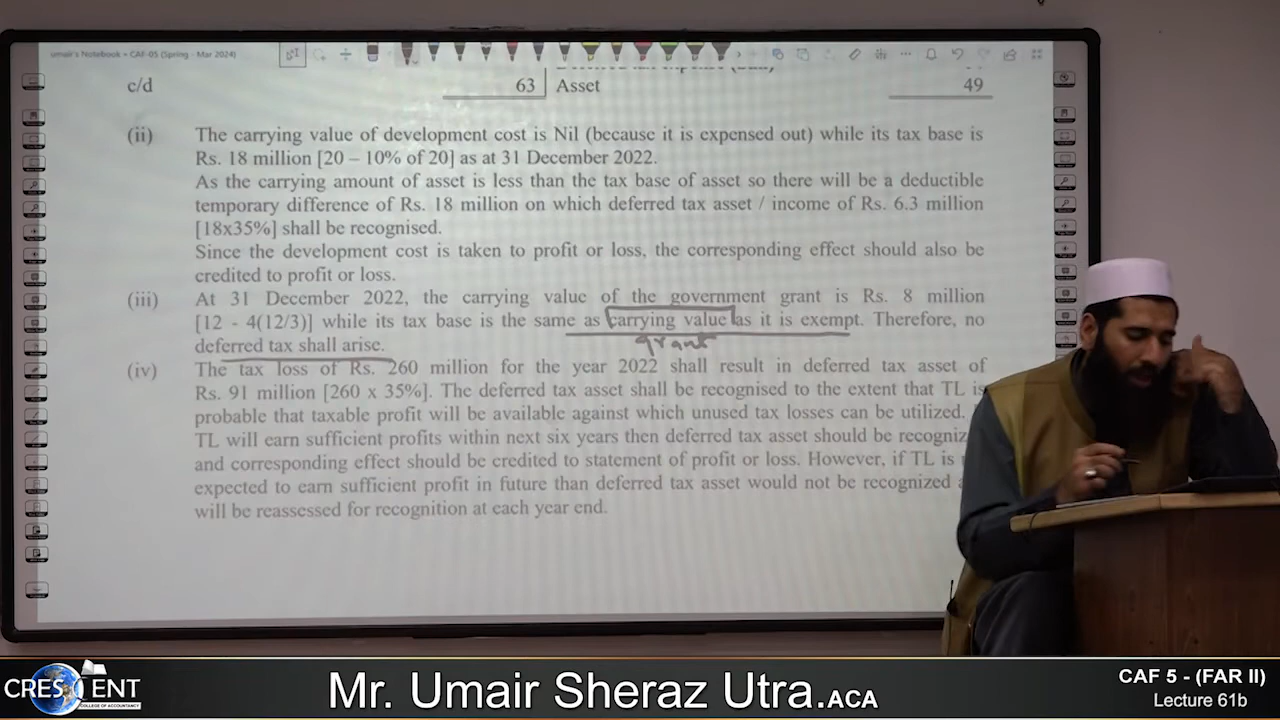 umair's Notebook • CAF-05 (Spring - Mar 2024)
c/d 63 Asset 49
(ii) The carrying value of development cost is Nil (because it is expensed out) while its tax base is
Rs. 18 million [20 – 10% of 20] as at 31 December 2022.
As the carrying amount of asset is less than the tax base of asset so there will be a deductible
temporary difference of Rs. 18 million on which deferred tax asset / income of Rs. 6.3 million
[18x35%] shall be recognised.
Since the development cost is taken to profit or loss, the corresponding effect should also be
credited to profit or loss.
(iii) At 31 December 2022, the carrying value of the government grant is Rs. 8 million
[12 - 4(12/3)] while its tax base is the same as carrying value as it is exempt. Therefore, no
grant
deferred tax shall arise.
(iv) The tax loss of Rs. 260 million for the year 2022 shall result in deferred tax asset of
Rs. 91 million [260 x 35%]. The deferred tax asset shall be recognised to the extent that TL is
probable that taxable profit will be available against which unused tax losses can be utilized.
TL will earn sufficient profits within next six years then deferred tax asset should be recogniz
and corresponding effect should be credited to statement of profit or loss. However, if TL is
expected to earn sufficient profit in future than deferred tax asset would not be recognized
will be reassessed for recognition at each year end.
CRESCENT
COLLEGE OF ACCOUNTANCY
Mr. Umair Sheraz Utra.ACA
CAF 5 - (FAR II)
Lecture 61b